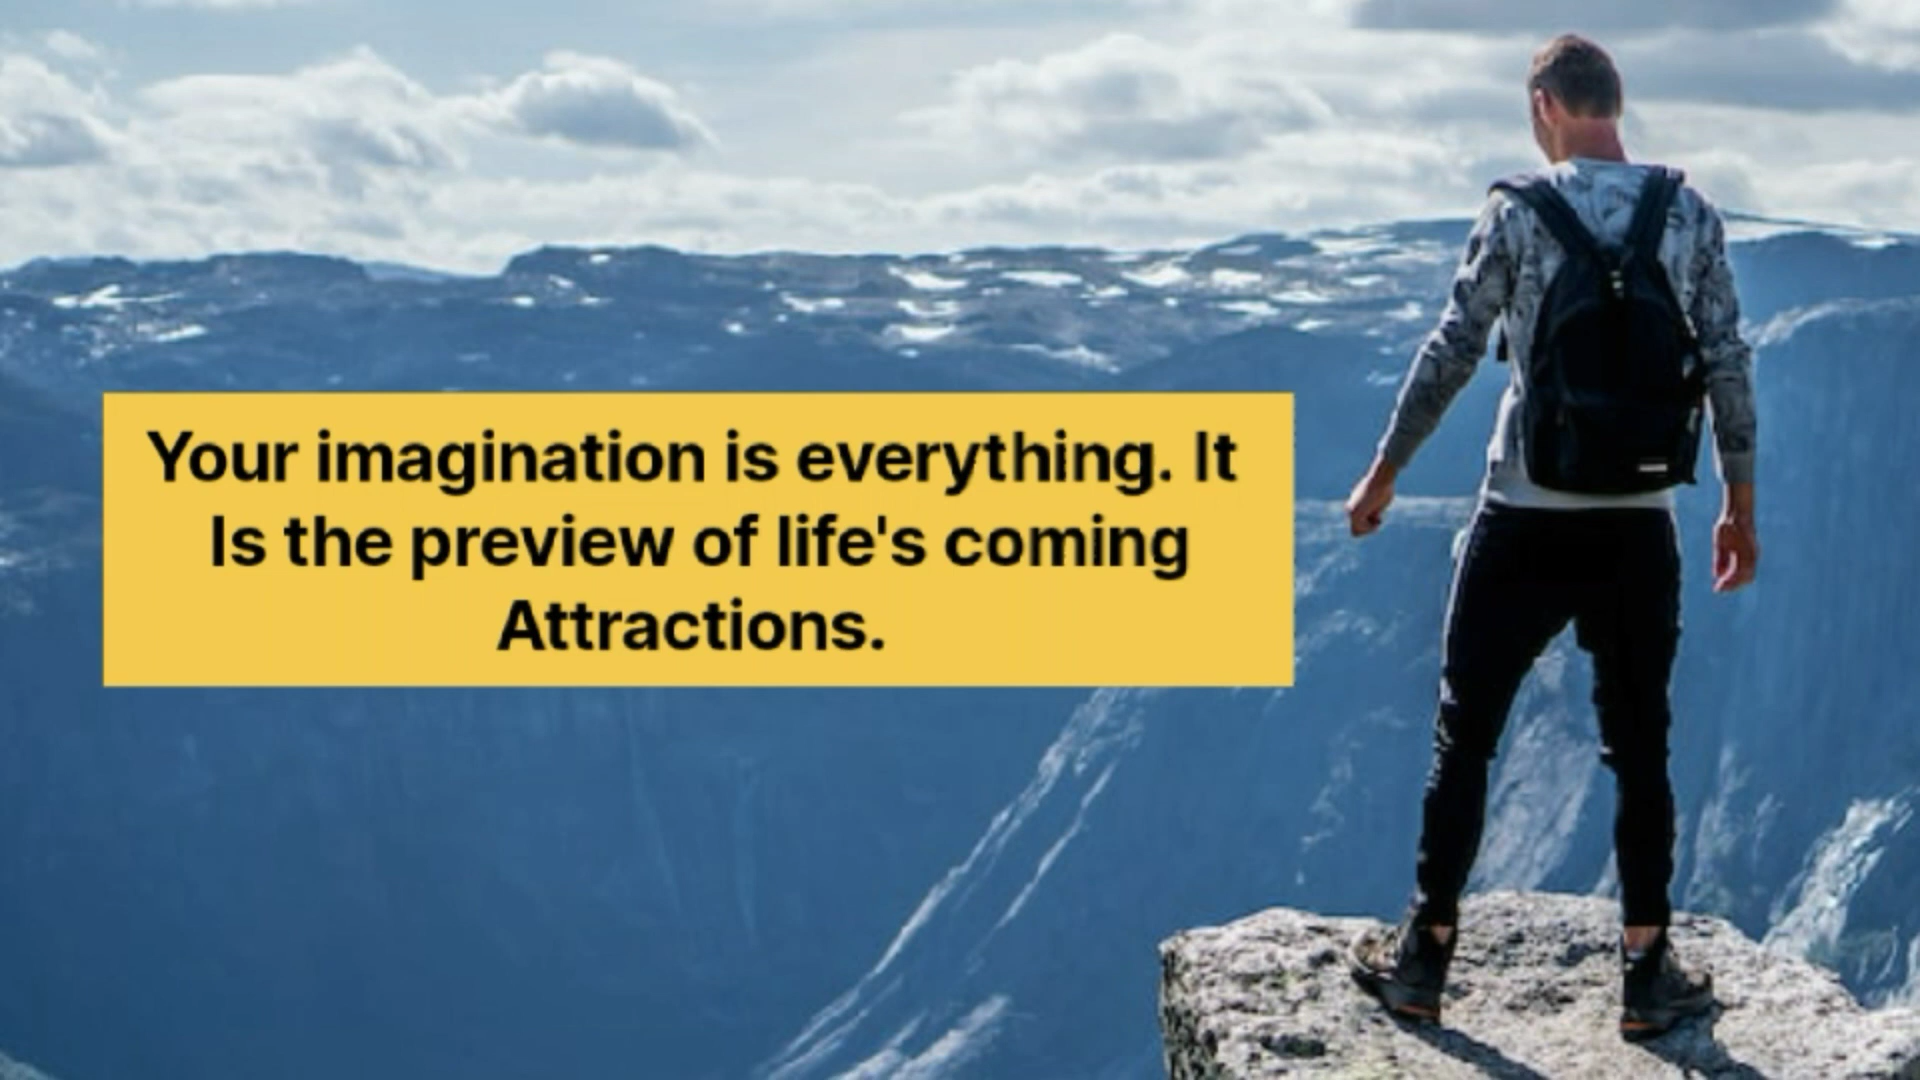 Your imagination is everything. It
Is the preview of life's coming
Attractions.